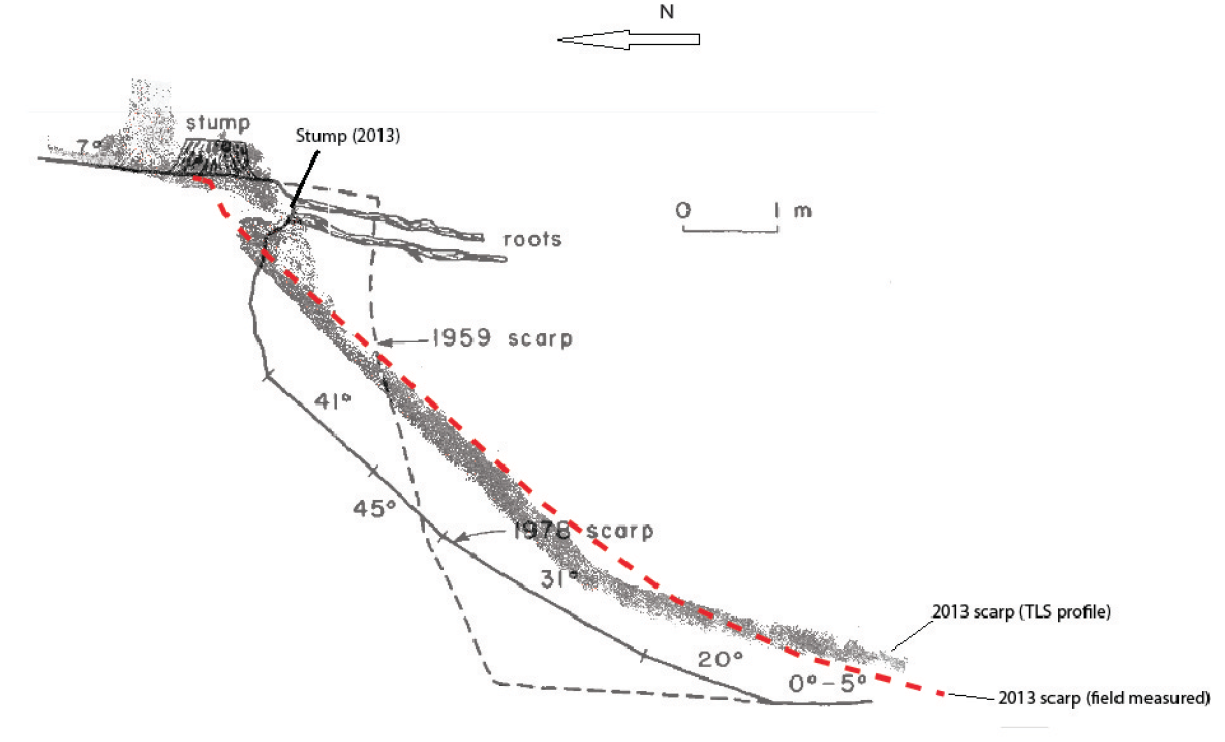 N
stump
Stump (2013)
7°
0 1 m
roots
1959 scarp
41°
45°
1978 scarp
31°
2013 scarp (TLS profile)
20°
0°-5°
2013 scarp (field measured)